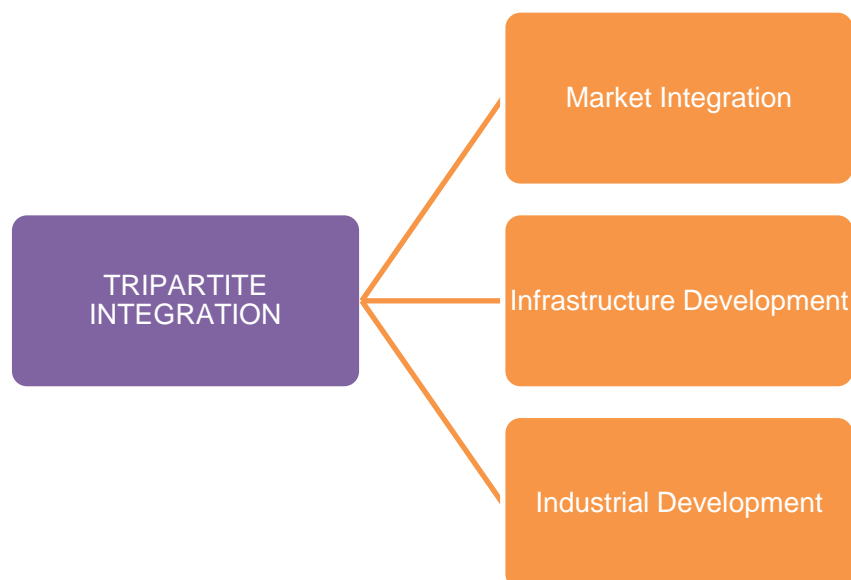 Market Integration
TRIPARTITE
INTEGRATION
Infrastructure Development
Industrial Development